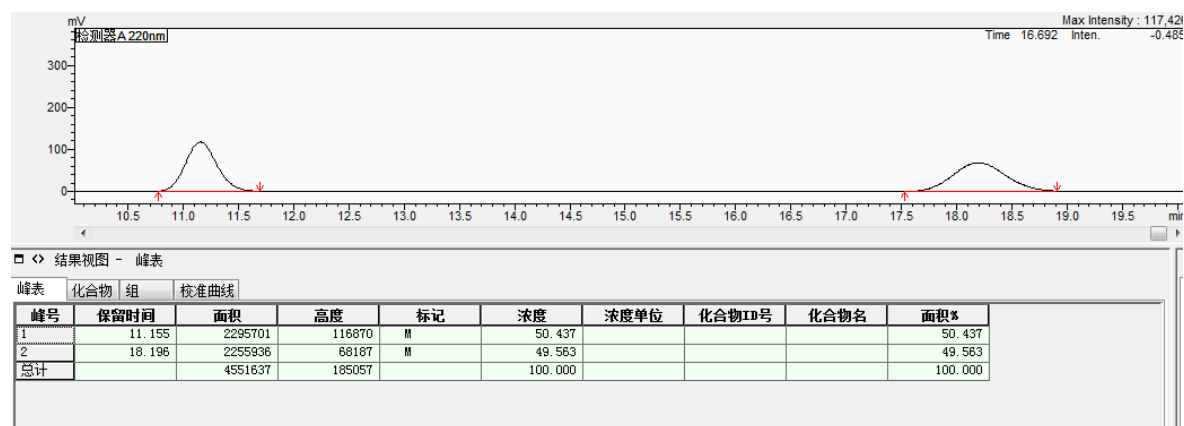 mV
Max Intensity : 117,426
检测器A 220nm
Time 16.692 Inten. -0.485
300
200
100
0
10.5 11.0 11.5 12.0 12.5 13.0 13.5 14.0 14.5 15.0 15.5 16.0 16.5 17.0 17.5 18.0 18.5 19.0 19.5 min
结果视图 - 峰表
峰表 化合物 组 校准曲线
峰号 保留时间 面积 高度 标记 浓度 浓度单位 化合物ID号 化合物名 面积%
1 11.155 2295701 116870 M 50.437 50.437
2 18.196 2255936 68187 M 49.563 49.563
总计 4551637 185057 100.000 100.000